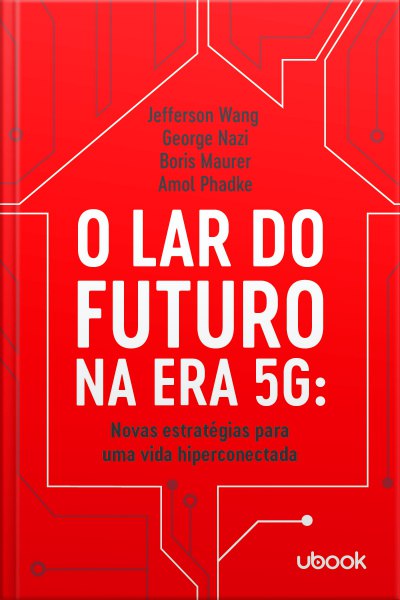 Jefferson Wang
George Nazi
Boris Maurer
Amol Phadke
O LAR DO
FUTURO
NA ERA 5G:
Novas estratégias para
uma vida hiperconectada
ubook